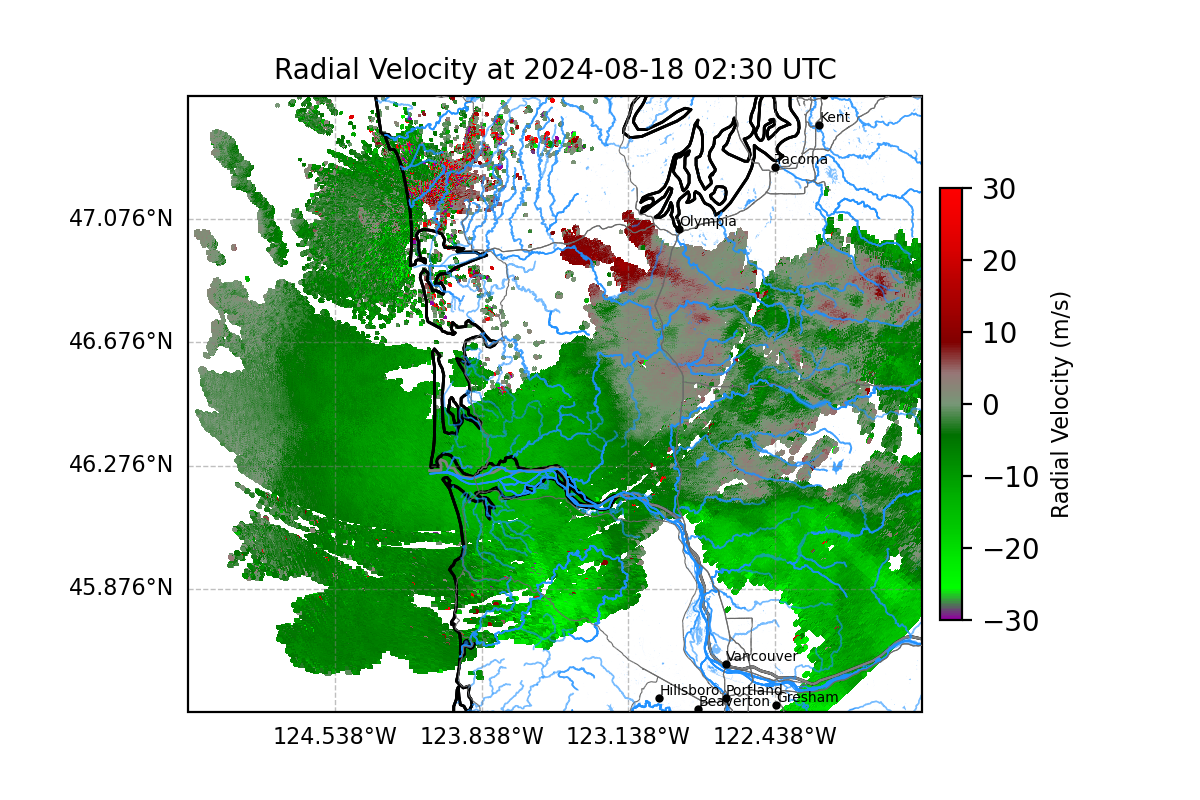 Radial Velocity at 2024-08-18 02:30 UTC
Kent
Tacoma
Olympia
47.076°N
46.676°N
46.276°N
45.876°N
Vancouver
Hillsboro
Portland
Beaverton
Gresham
124.538°W
123.838°W
123.138°W
122.438°W
30
20
10
0
−10
−20
−30
Radial Velocity (m/s)